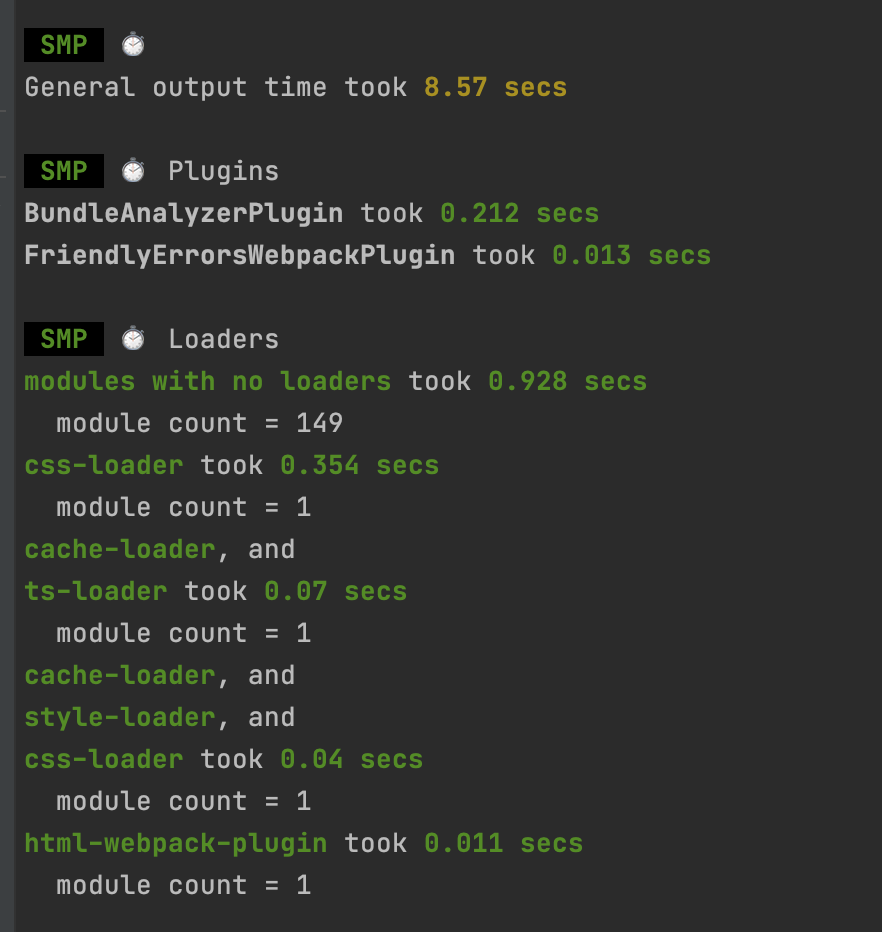 SMP ⏱
General output time took 8.57 secs
SMP ⏱ Plugins
BundleAnalyzerPlugin took 0.212 secs
FriendlyErrorsWebpackPlugin took 0.013 secs
SMP ⏱ Loaders
modules with no loaders took 0.928 secs
module count = 149
css-loader took 0.354 secs
module count = 1
cache-loader, and
ts-loader took 0.07 secs
module count = 1
cache-loader, and
style-loader, and
css-loader took 0.04 secs
module count = 1
html-webpack-plugin took 0.011 secs
module count = 1